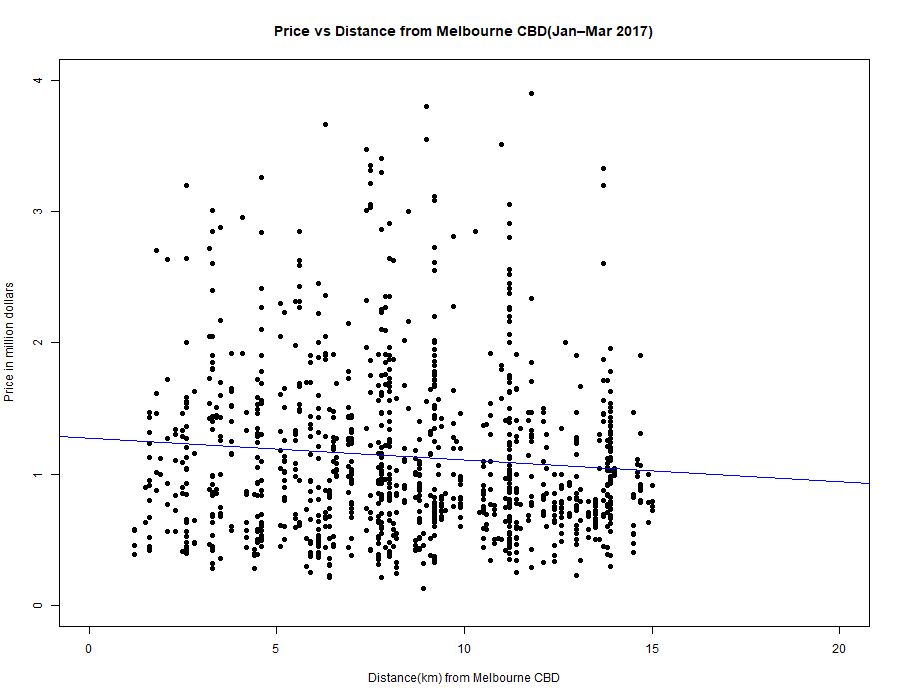 Price vs Distance from Melbourne CBD(Jan–Mar 2017)
4
3
2
1
0
Price in million dollars
0 5 10 15 20
Distance(km) from Melbourne CBD